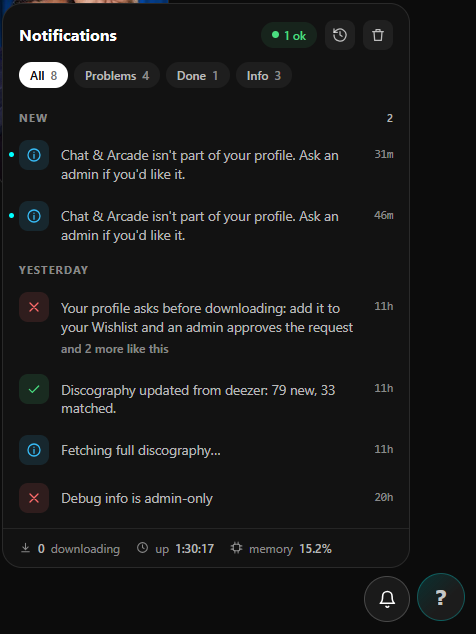 Notifications
1 ok
All 8
Problems 4
Done 1
Info 3
NEW 2
Chat & Arcade isn't part of your profile. Ask an 31m
admin if you'd like it.
Chat & Arcade isn't part of your profile. Ask an 46m
admin if you'd like it.
YESTERDAY
Your profile asks before downloading: add it to 11h
your Wishlist and an admin approves the request
and 2 more like this
Discography updated from deezer: 79 new, 33 11h
matched.
Fetching full discography... 11h
Debug info is admin-only 20h
0 downloading up 1:30:17 memory 15.2%
?